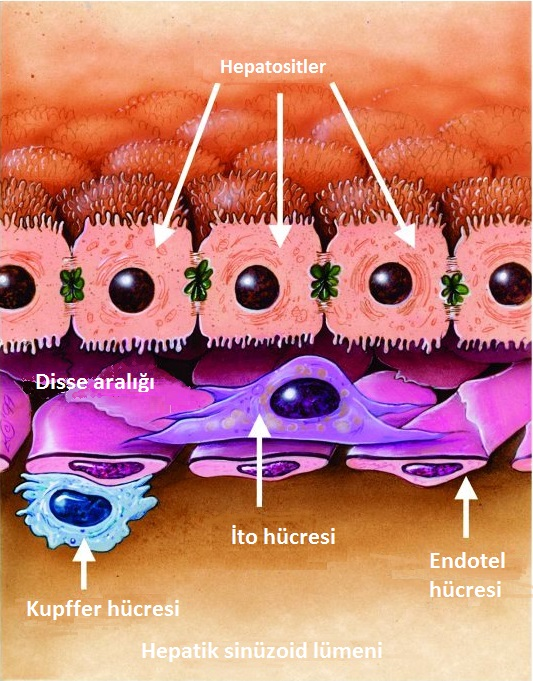 Hepatositler
Disse aralığı
İto hücresi
Endotel
hücresi
Kupffer hücresi
Hepatik sinüzoid lümeni